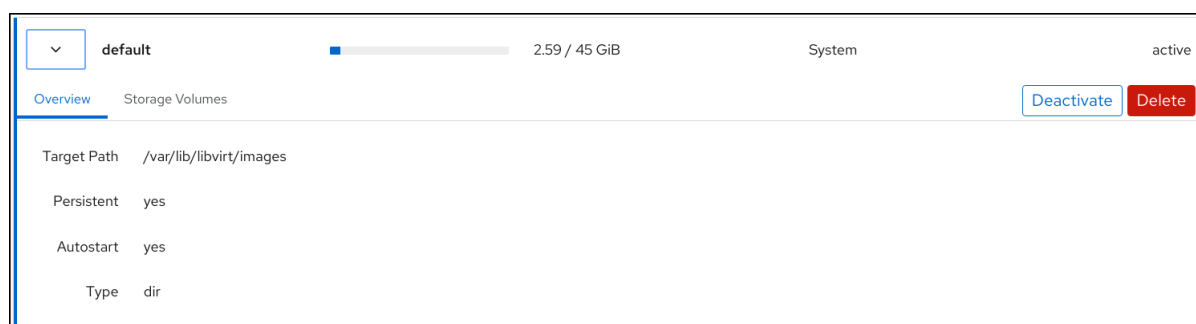 default 2.59 / 45 GiB System active
Overview Storage Volumes Deactivate Delete
Target Path /var/lib/libvirt/images
Persistent yes
Autostart yes
Type dir